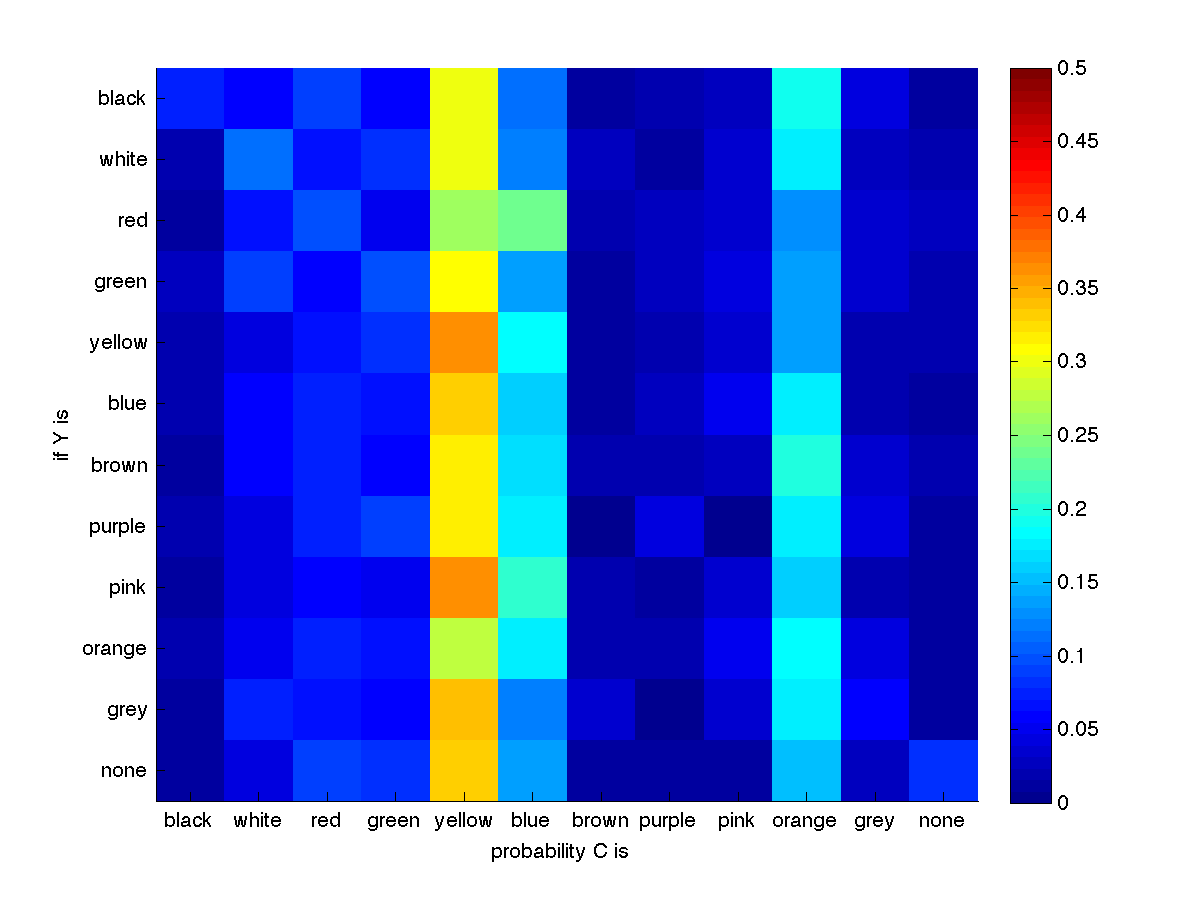 black
white
red
green
yellow
blue
brown
purple
pink
orange
grey
none
if Y is
black white red green yellow blue brown purple pink orange grey none
probability C is
0.5
0.45
0.4
0.35
0.3
0.25
0.2
0.15
0.1
0.05
0